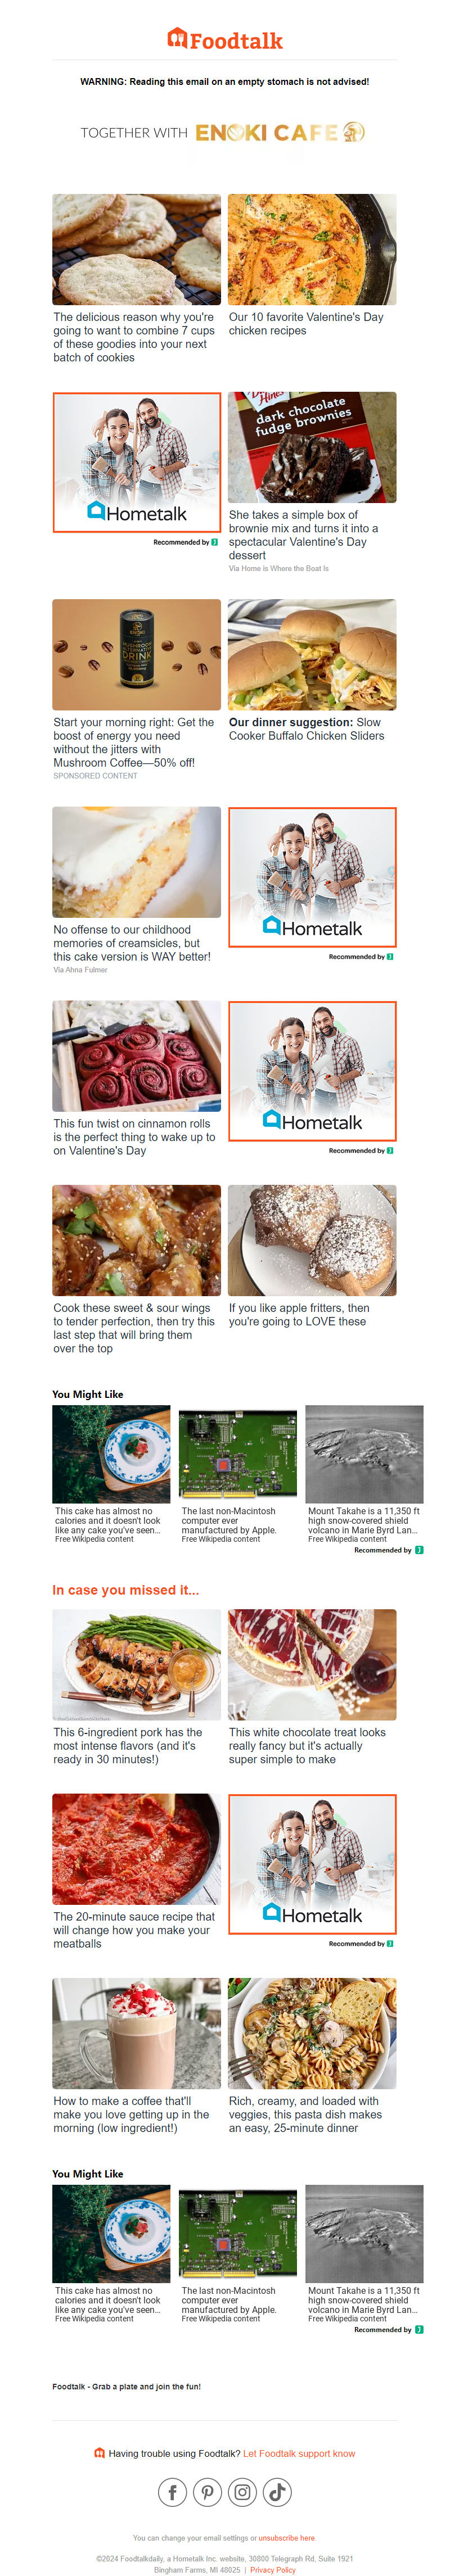 Foodtalk
WARNING: Reading this email on an empty stomach is not advised!
TOGETHER WITH ENOKI CAFE
The delicious reason why you're
going to want to combine 7 cups
of these goodies into your next
batch of cookies
Our 10 favorite Valentine's Day
chicken recipes
Hometalk
Recommended by
Hines
dark chocolate
fudge brownies
She takes a simple box of
brownie mix and turns it into a
spectacular Valentine's Day
dessert
Via Home is Where the Boat Is
MUSHROOM
DRINK
Start your morning right: Get the
boost of energy you need
without the jitters with
Mushroom Coffee—50% off!
SPONSORED CONTENT
Our dinner suggestion: Slow
Cooker Buffalo Chicken Sliders
No offense to our childhood
memories of creamsicles, but
this cake version is WAY better!
Via Ahna Fulmer
Hometalk
Recommended by
This fun twist on cinnamon rolls
is the perfect thing to wake up to
on Valentine's Day
Hometalk
Recommended by
Cook these sweet & sour wings
to tender perfection, then try this
last step that will bring them
over the top
If you like apple fritters, then
you're going to LOVE these
You Might Like
This cake has almost no
calories and it doesn't look
like any cake you've seen...
Free Wikipedia content
The last non-Macintosh
computer ever
manufactured by Apple.
Free Wikipedia content
Mount Takahe is a 11,350 ft
high snow-covered shield
volcano in Marie Byrd Lan...
Free Wikipedia content
Recommended by
In case you missed it...
This 6-ingredient pork has the
most intense flavors (and it's
ready in 30 minutes!)
This white chocolate treat looks
really fancy but it's actually
super simple to make
The 20-minute sauce recipe that
will change how you make your
meatballs
Hometalk
Recommended by
How to make a coffee that'll
make you love getting up in the
morning (low ingredient!)
Rich, creamy, and loaded with
veggies, this pasta dish makes
an easy, 25-minute dinner
You Might Like
This cake has almost no
calories and it doesn't look
like any cake you've seen...
Free Wikipedia content
The last non-Macintosh
computer ever
manufactured by Apple.
Free Wikipedia content
Mount Takahe is a 11,350 ft
high snow-covered shield
volcano in Marie Byrd Lan...
Free Wikipedia content
Recommended by
Foodtalk - Grab a plate and join the fun!
Having trouble using Foodtalk? Let Foodtalk support know
You can change your email settings or unsubscribe here.
©2024 Foodtalkdaily, a Hometalk Inc. website, 30800 Telegraph Rd, Suite 1921
Bingham Farms, MI 48025 | Privacy Policy